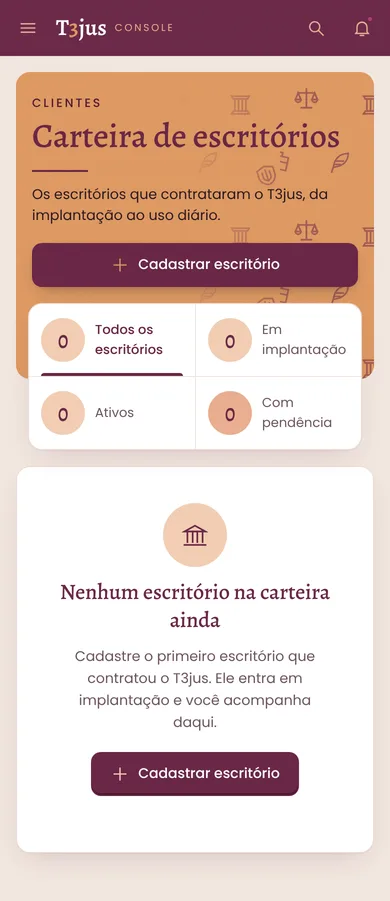 T3jus CONSOLE
CLIENTES
Carteira de escritórios
Os escritórios que contrataram o T3jus, da
implantação ao uso diário.
Cadastrar escritório
0 Todos os
escritórios
0 Em
implantação
0 Ativos
0 Com
pendência
Nenhum escritório na carteira
ainda
Cadastre o primeiro escritório que
contratou o T3jus. Ele entra em
implantação e você acompanha
daqui.
Cadastrar escritório